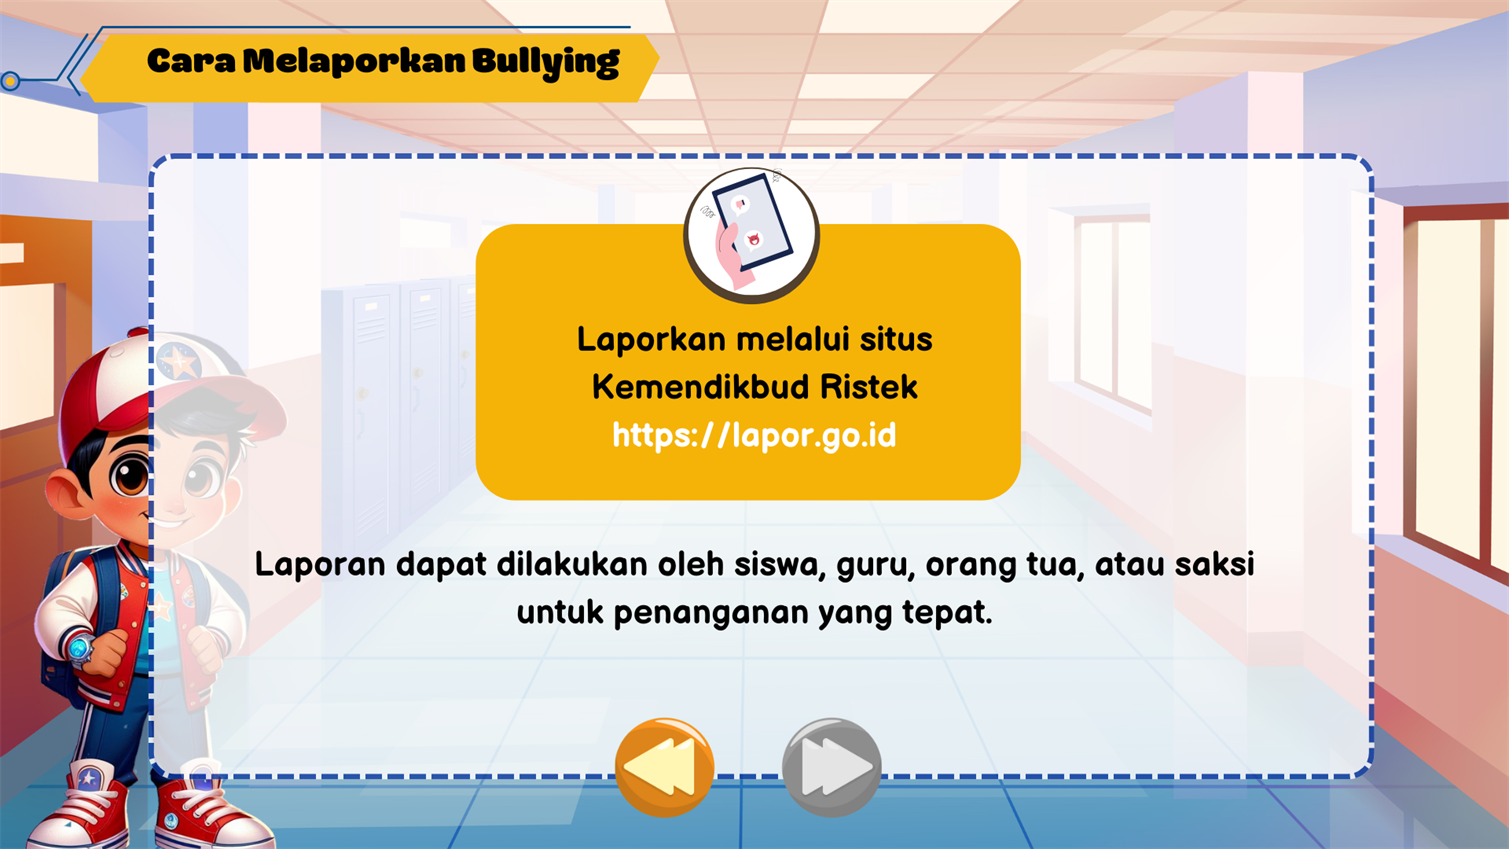 Cara Melaporkan Bullying
Laporkan melalui situs
Kemendikbud Ristek
https://lapor.go.id
Laporan dapat dilakukan oleh siswa, guru, orang tua, atau saksi
untuk penanganan yang tepat.